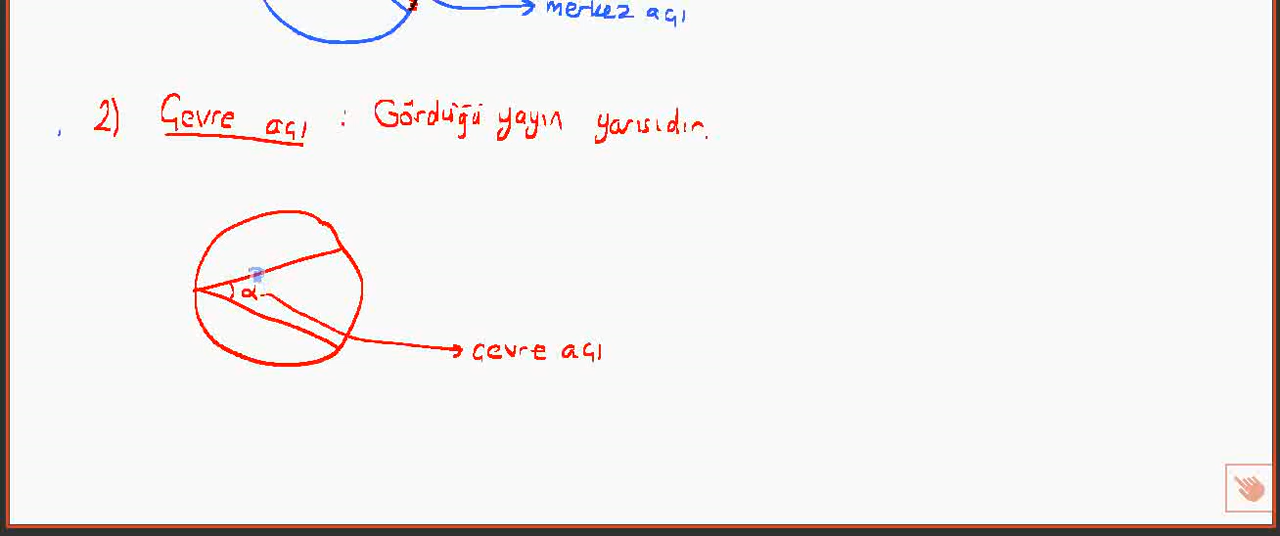 merkez açı
2) Çevre açı : Gördüğü yayın yarısıdır.
α
çevre açı